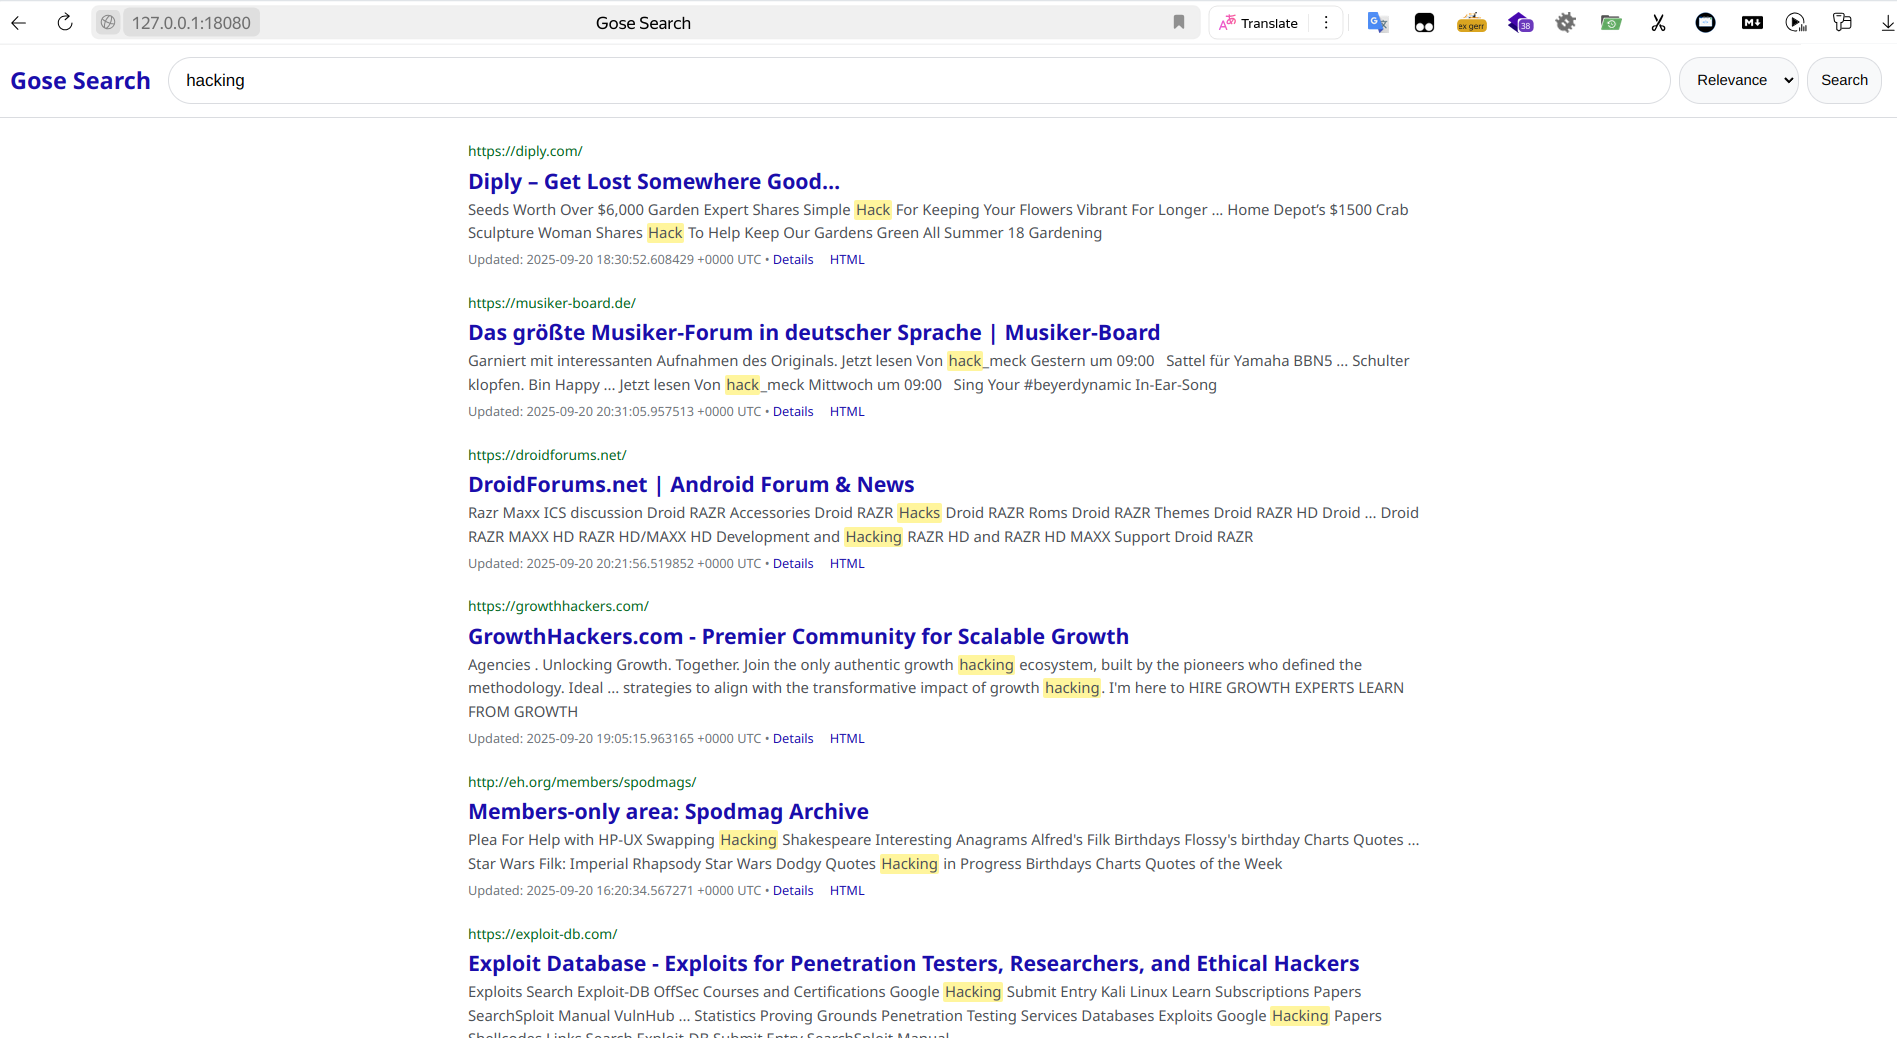 127.0.0.1:18080 Gose Search Translate ex gerr 38 M
Gose Search hacking Relevance Search
https://diply.com/
Diply – Get Lost Somewhere Good...
Seeds Worth Over $6,000 Garden Expert Shares Simple Hack For Keeping Your Flowers Vibrant For Longer ... Home Depot’s $1500 Crab
Sculpture Woman Shares Hack To Help Keep Our Gardens Green All Summer 18 Gardening
Updated: 2025-09-20 18:30:52.608429 +0000 UTC • Details HTML
https://musiker-board.de/
Das größte Musiker-Forum in deutscher Sprache | Musiker-Board
Garniert mit interessanten Aufnahmen des Originals. Jetzt lesen Von hack_meck Gestern um 09:00 Sattel für Yamaha BBN5 ... Schulter
klopfen. Bin Happy ... Jetzt lesen Von hack_meck Mittwoch um 09:00 Sing Your #beyerdynamic In-Ear-Song
Updated: 2025-09-20 20:31:05.957513 +0000 UTC • Details HTML
https://droidforums.net/
DroidForums.net | Android Forum & News
Razr Maxx ICS discussion Droid RAZR Accessories Droid RAZR Hacks Droid RAZR Roms Droid RAZR Themes Droid RAZR HD Droid ... Droid
RAZR MAXX HD RAZR HD/MAXX HD Development and Hacking RAZR HD and RAZR HD MAXX Support Droid RAZR
Updated: 2025-09-20 20:21:56.519852 +0000 UTC • Details HTML
https://growthhackers.com/
GrowthHackers.com - Premier Community for Scalable Growth
Agencies . Unlocking Growth. Together. Join the only authentic growth hacking ecosystem, built by the pioneers who defined the
methodology. Ideal ... strategies to align with the transformative impact of growth hacking. I'm here to HIRE GROWTH EXPERTS LEARN
FROM GROWTH
Updated: 2025-09-20 19:05:15.963165 +0000 UTC • Details HTML
http://eh.org/members/spodmags/
Members-only area: Spodmag Archive
Plea For Help with HP-UX Swapping Hacking Shakespeare Interesting Anagrams Alfred's Filk Birthdays Flossy's birthday Charts Quotes ...
Star Wars Filk: Imperial Rhapsody Star Wars Dodgy Quotes Hacking in Progress Birthdays Charts Quotes of the Week
Updated: 2025-09-20 16:20:34.567271 +0000 UTC • Details HTML
https://exploit-db.com/
Exploit Database - Exploits for Penetration Testers, Researchers, and Ethical Hackers
Exploits Search Exploit-DB OffSec Courses and Certifications Google Hacking Submit Entry Kali Linux Learn Subscriptions Papers
SearchSploit Manual VulnHub ... Statistics Proving Grounds Penetration Testing Services Databases Exploits Google Hacking Papers
Shellcodes Links Search Exploit-DB Submit Entry SearchSploit Manual